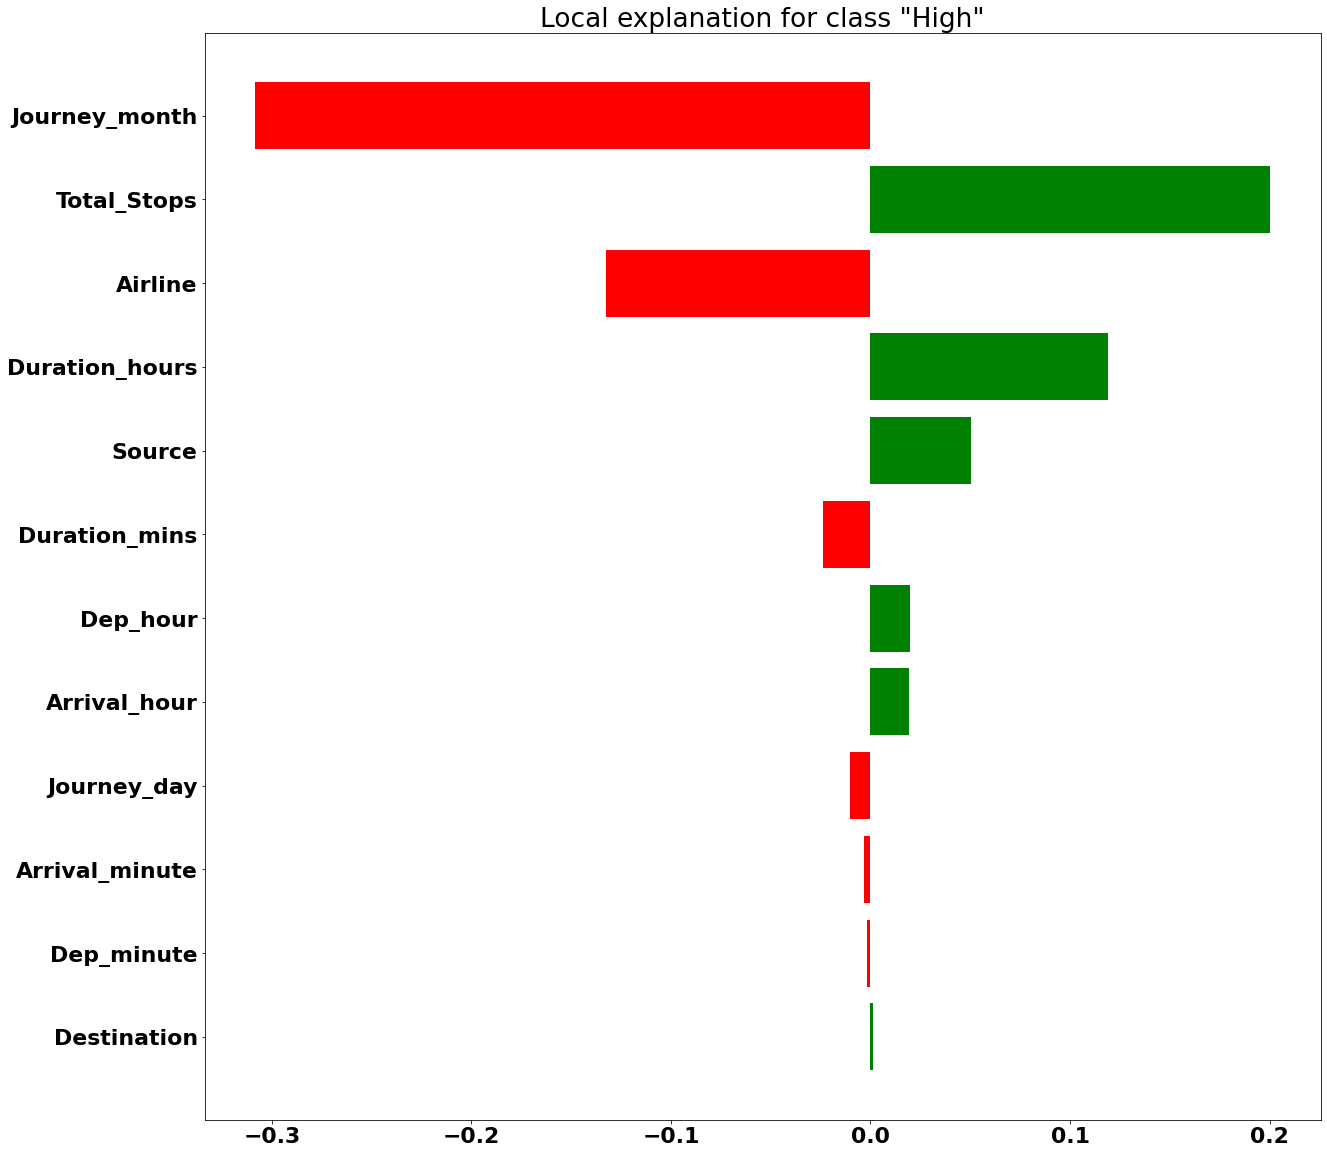 Local explanation for class "High"
Journey_month
Total_Stops
Airline
Duration_hours
Source
Duration_mins
Dep_hour
Arrival_hour
Journey_day
Arrival_minute
Dep_minute
Destination
−0.3 −0.2 −0.1 0.0 0.1 0.2